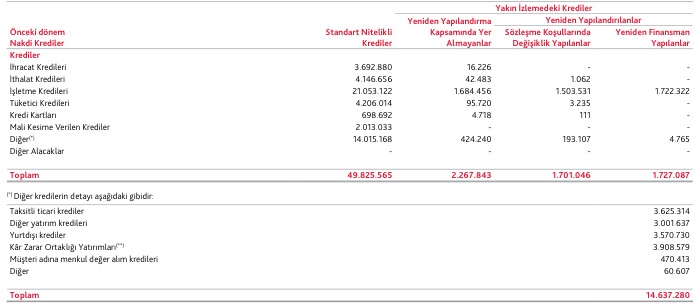 Yakın İzlemedeki Krediler
Yeniden Yapılandırma Yeniden Yapılandırılanlar
Önceki dönem Standart Nitelikli Kapsamında Yer Sözleşme Koşullarında Yeniden Finansman
Nakdi Krediler Krediler Almayanlar Değişiklik Yapılanlar Yapılanlar
Krediler
İhracat Kredileri 3.692.880 16.226 - -
İthalat Kredileri 4.146.656 42.483 1.062 -
İşletme Kredileri 21.053.122 1.684.456 1.503.531 1.722.322
Tüketici Kredileri 4.206.014 95.720 3.235 -
Kredi Kartları 698.692 4.718 111 -
Mali Kesime Verilen Krediler 2.013.033 - - -
Diğer(*) 14.015.168 424.240 193.107 4.765
Diğer Alacaklar - - - -
Toplam 49.825.565 2.267.843 1.701.046 1.727.087
(*) Diğer kredilerin detayı aşağıdaki gibidir:
Taksitli ticari krediler 3.625.314
Diğer yatırım kredileri 3.001.637
Yurtdışı krediler 3.570.730
Kâr Zarar Ortaklığı Yatırımları(**) 3.908.579
Müşteri adına menkul değer alım kredileri 470.413
Diğer 60.607
Toplam 14.637.280